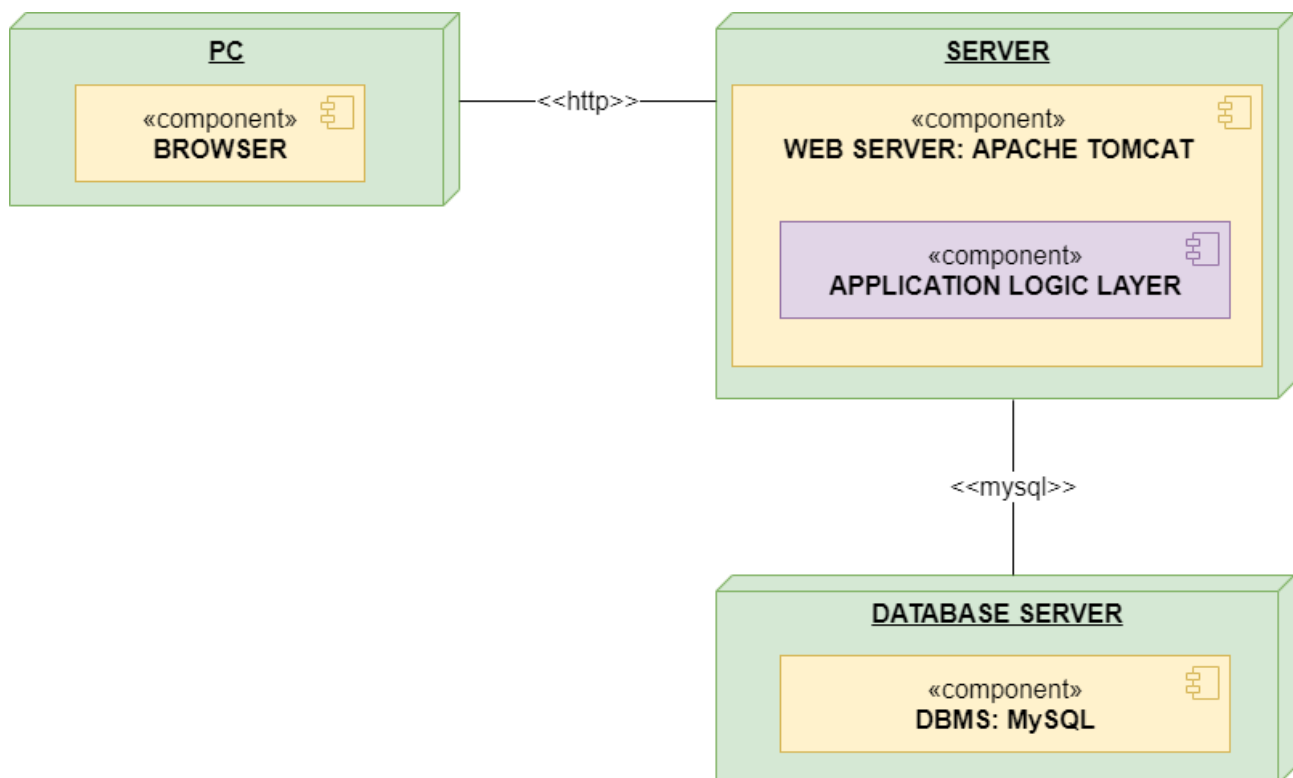 PC
«component»
BROWSER
<<http>>
SERVER
«component»
WEB SERVER: APACHE TOMCAT
«component»
APPLICATION LOGIC LAYER
<<mysql>>
DATABASE SERVER
«component»
DBMS: MySQL